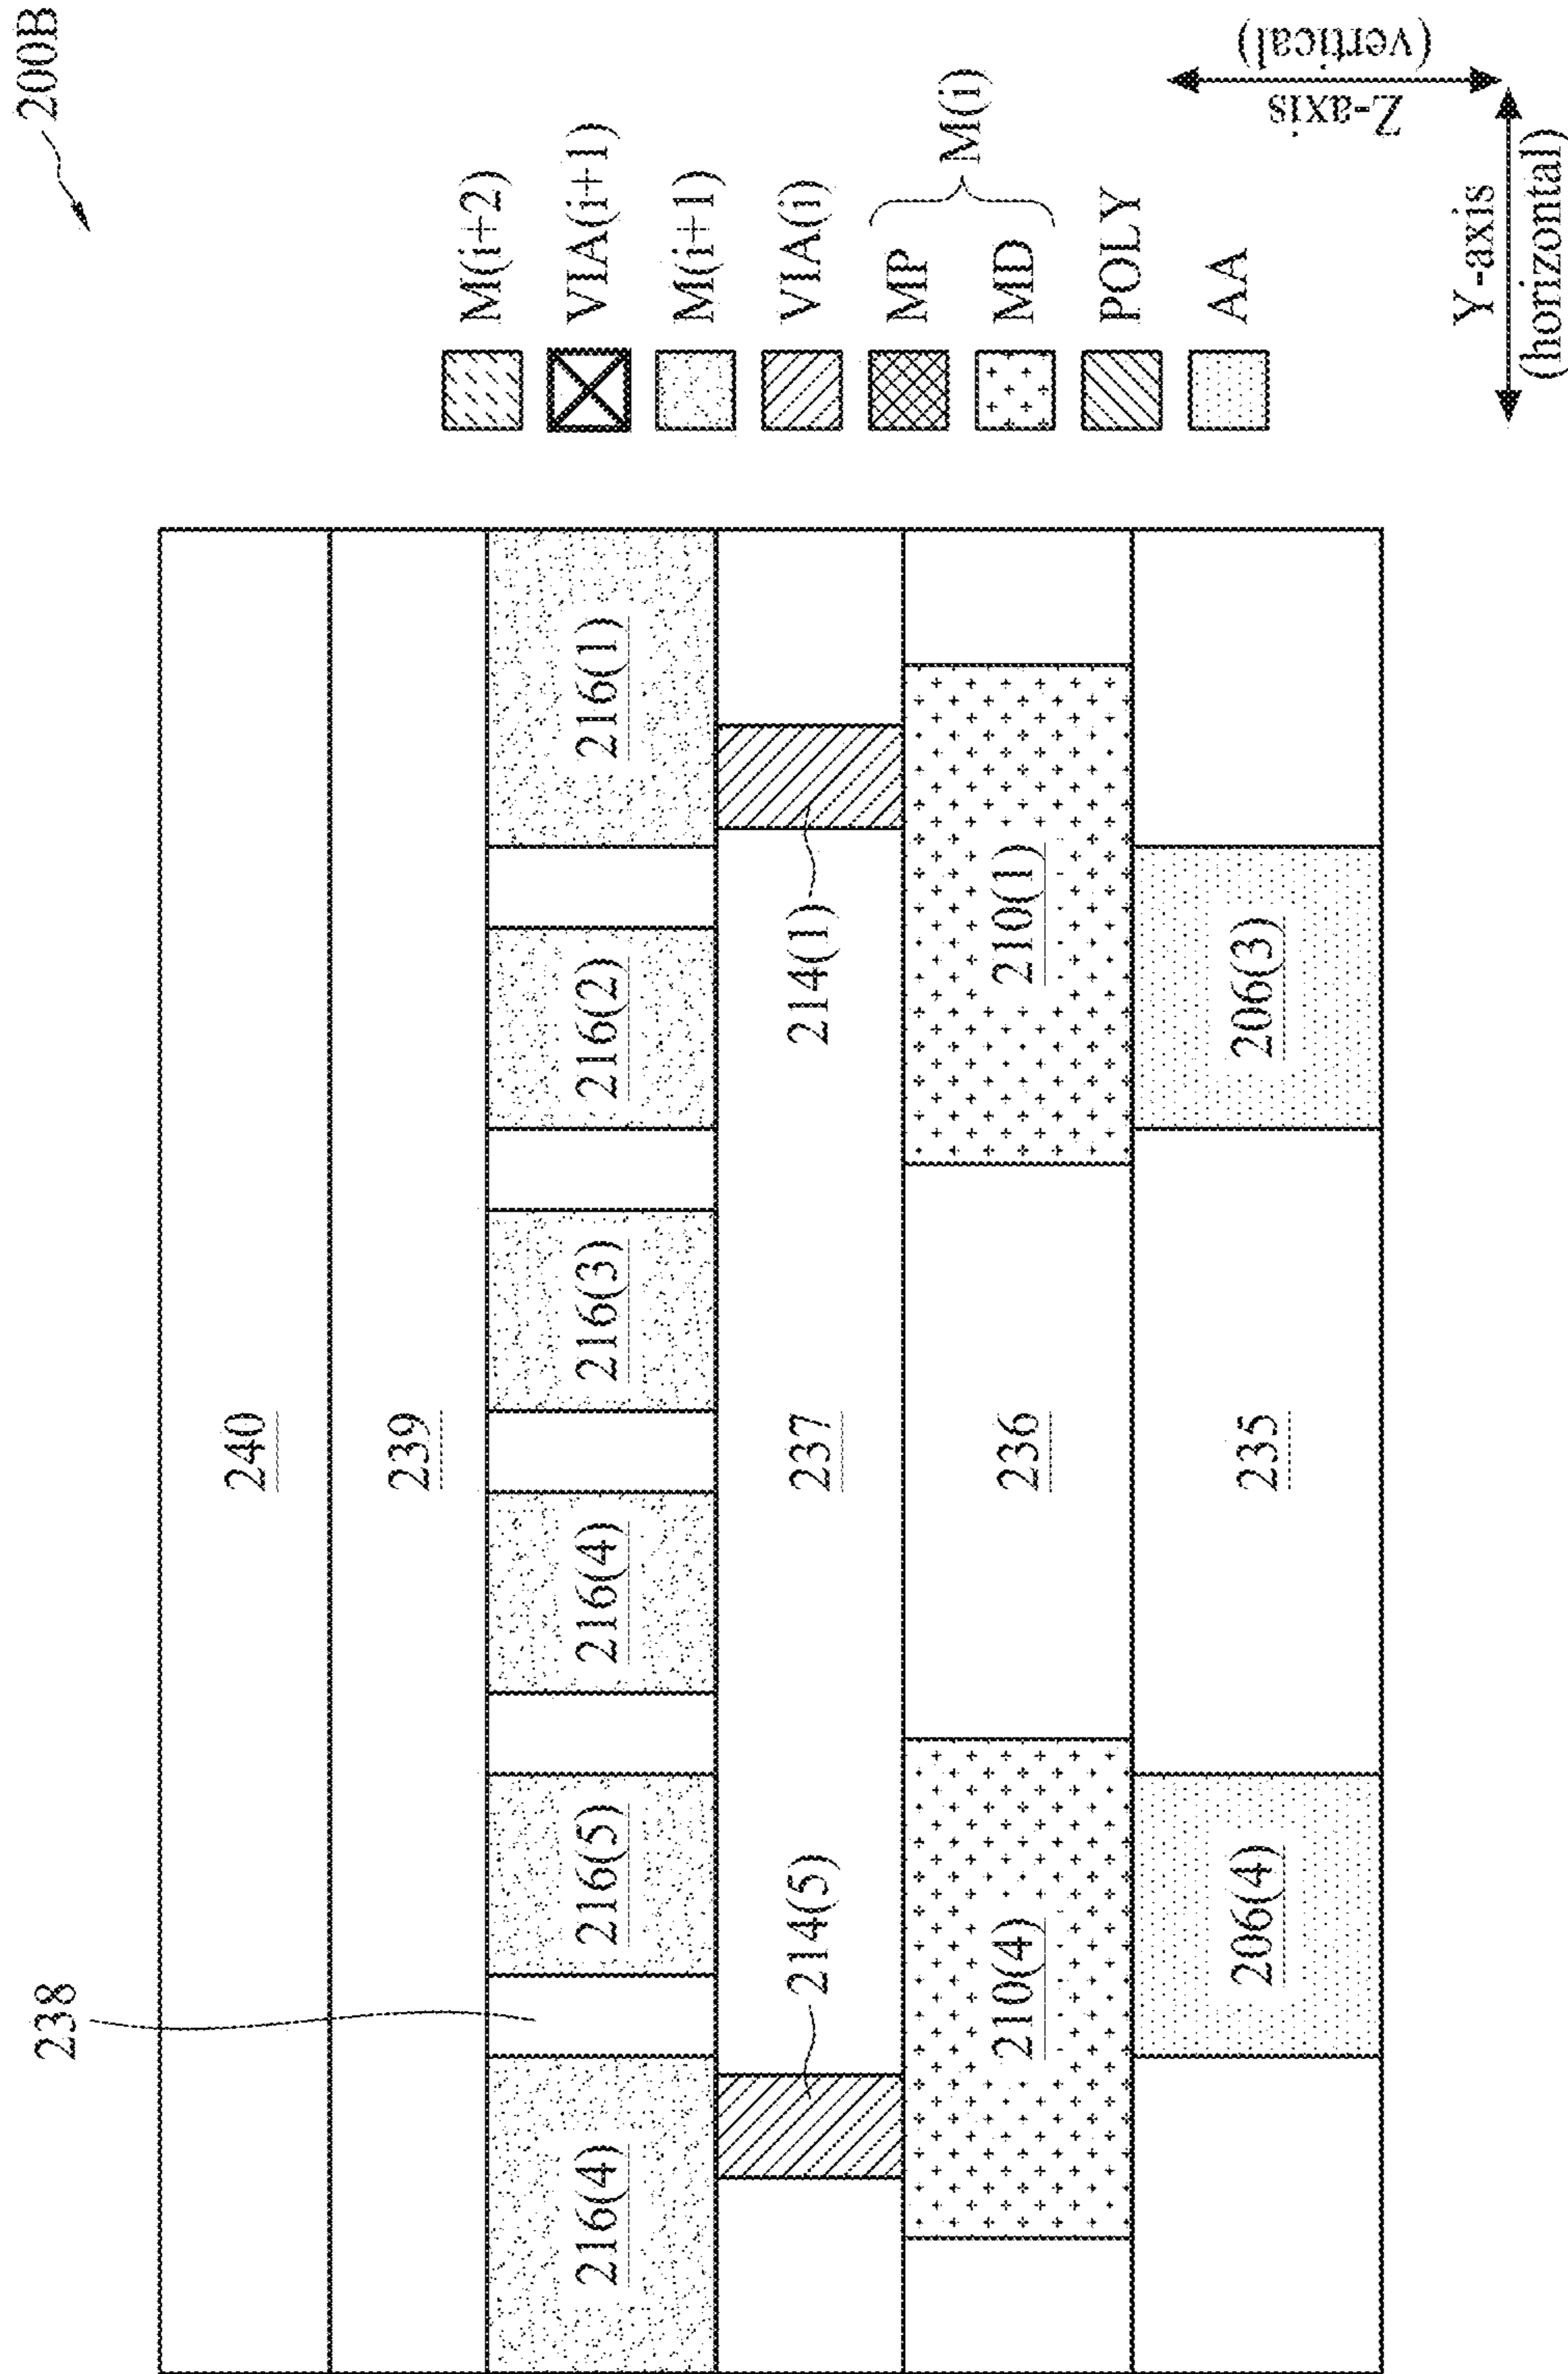 200B
240
239
216(4)
216(5)
216(4)
216(3)
216(2)
216(1)
238
237
214(5)
214(1)
236
210(4)
210(1)
235
206(4)
206(3)
M(i+2)
VIA(i+1)
M(i+1)
VIA(i)
MP
MD
M(i)
POLY
AA
Z-axis
(vertical)
Y-axis
(horizontal)